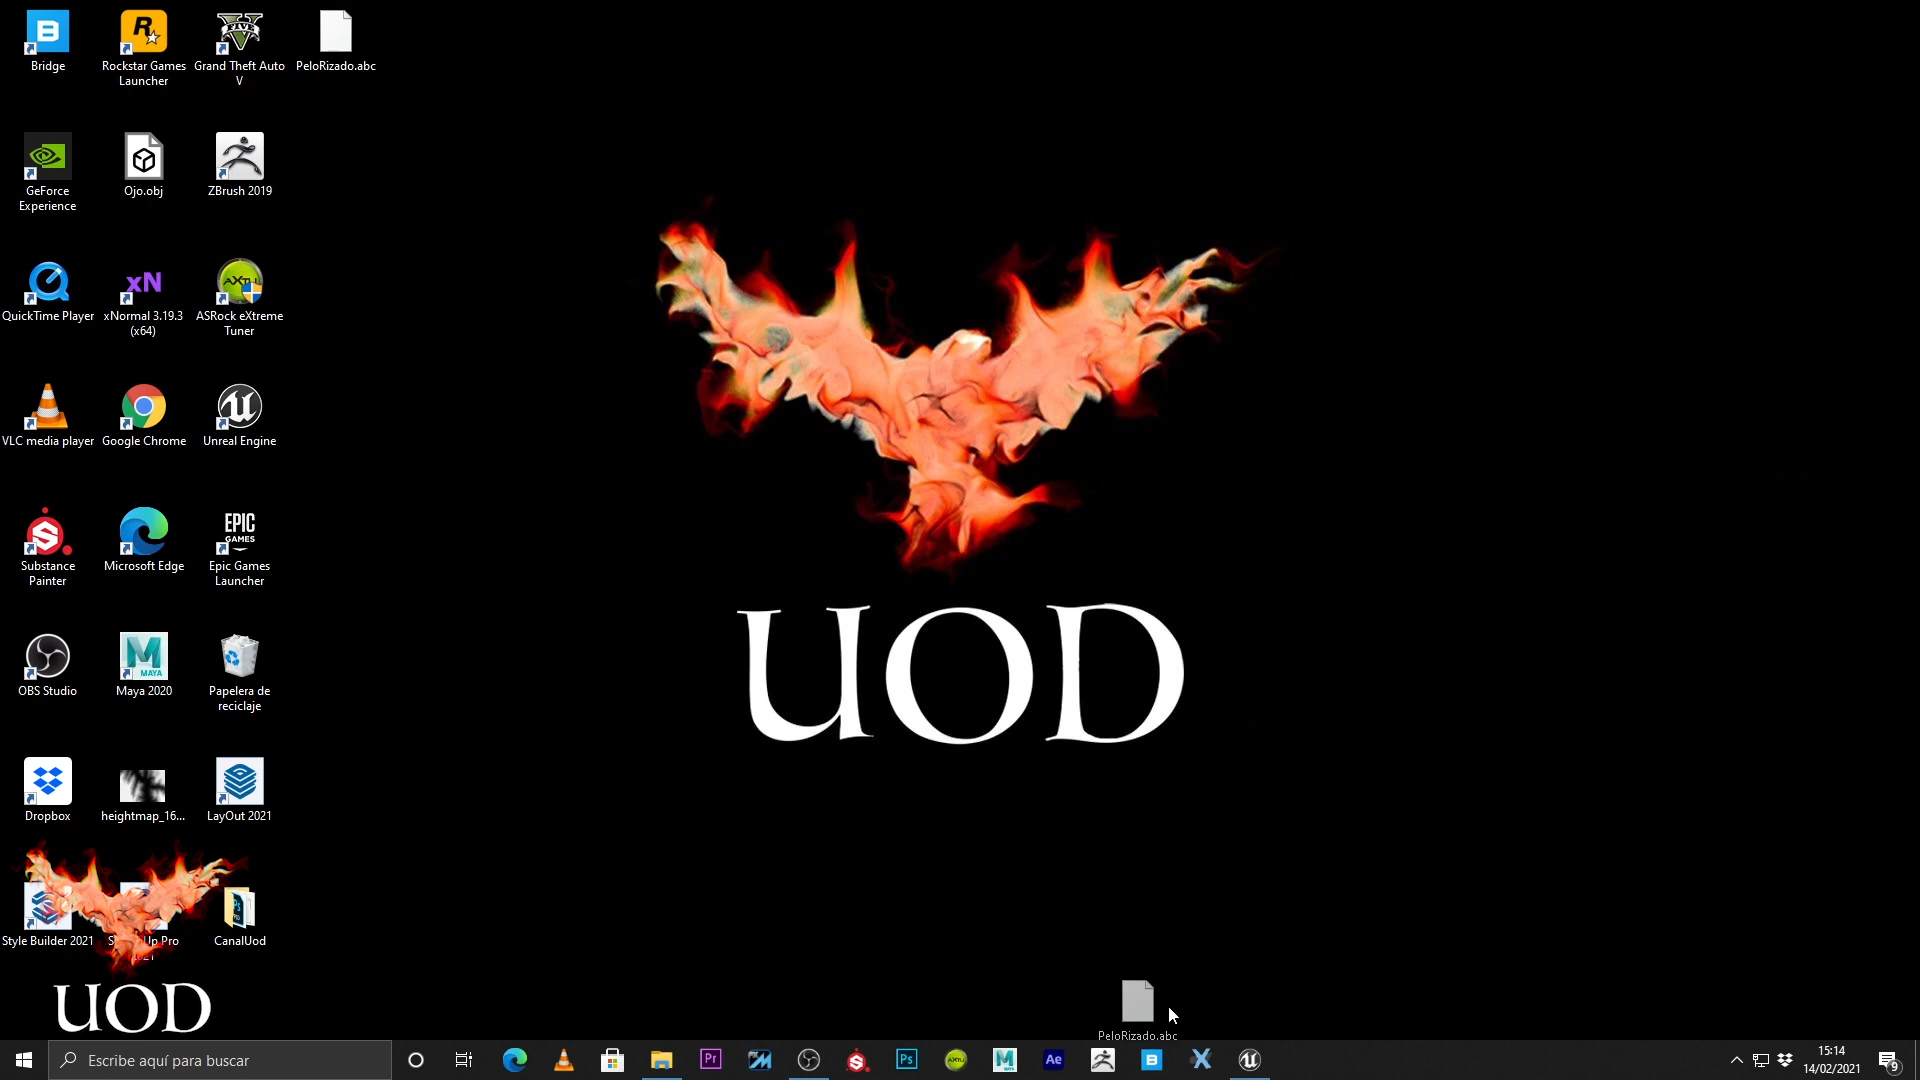 Bridge
Rockstar Games
Launcher
Grand Theft Auto
V
PeloRizado.abc
GeForce
Experience
Ojo.obj
ZBrush 2019
QuickTime Player
xN
xNormal 3.19.3
(x64)
AXTU
ASRock eXtreme
Tuner
VLC media player
Google Chrome
Unreal Engine
Substance
Painter
Microsoft Edge
EPIC
GAMES
Epic Games
Launcher
OBS Studio
MAYA
Maya 2020
Papelera de
reciclaje
Dropbox
heightmap_16...
LayOut 2021
Style Builder 2021
Up Pro
CanalUod
UOD
UOD
PeloRizado.abc
Escribe aquí para buscar
Pr
Ps
Ae
15:14
14/02/2021
9